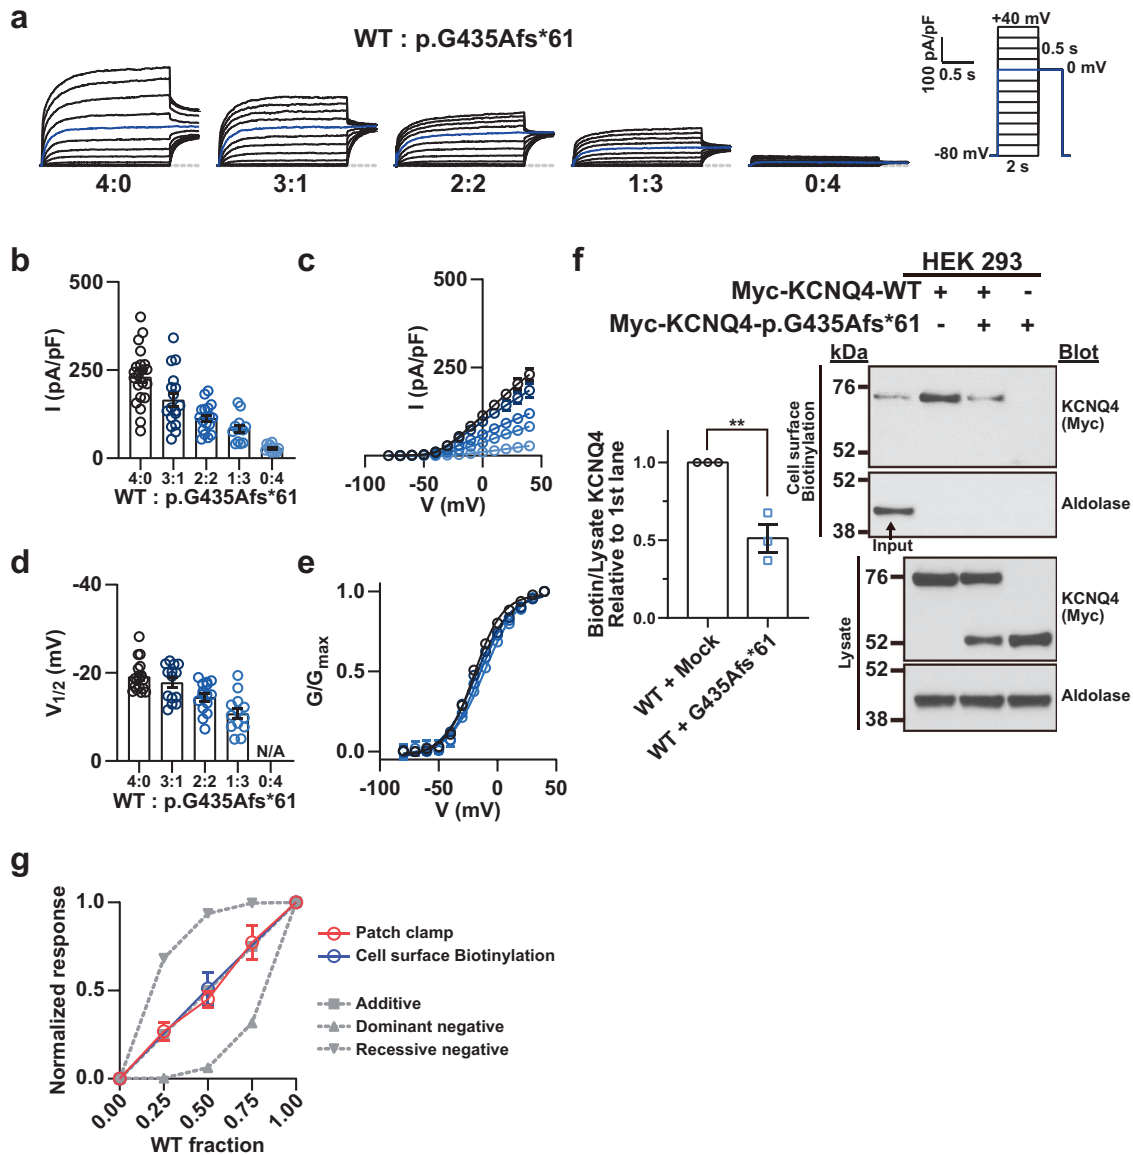 a
WT : p.G435Afs*61
100 pA/pF
0.5 s
+40 mV
0.5 s
0 mV
-80 mV
2 s
4:0
3:1
2:2
1:3
0:4
b
I (pA/pF)
500
250
0
4:0 3:1 2:2 1:3 0:4
WT : p.G435Afs*61
c
I (pA/pF)
500
250
0
-100 -50 0 50
V (mV)
d
V1/2 (mV)
-40
-20
0
N/A
4:0 3:1 2:2 1:3 0:4
WT : p.G435Afs*61
e
G/Gmax
1.0
0.5
0.0
-100 -50 0 50
V (mV)
f
HEK 293
Myc-KCNQ4-WT + + -
Myc-KCNQ4-p.G435Afs*61 - + +
kDa
Blot
Cell surface
Biotinylation
76
52
KCNQ4
(Myc)
52
38
Aldolase
Input
Lysate
76
52
KCNQ4
(Myc)
52
38
Aldolase
Biotin/Lysate KCNQ4
Relative to 1st lane
1.0
0.5
0.0
**
WT + Mock
WT + G435Afs*61
g
Normalized response
1.0
0.5
0.0
0.00 0.25 0.50 0.75 1.00
WT fraction
Patch clamp
Cell surface Biotinylation
Additive
Dominant negative
Recessive negative